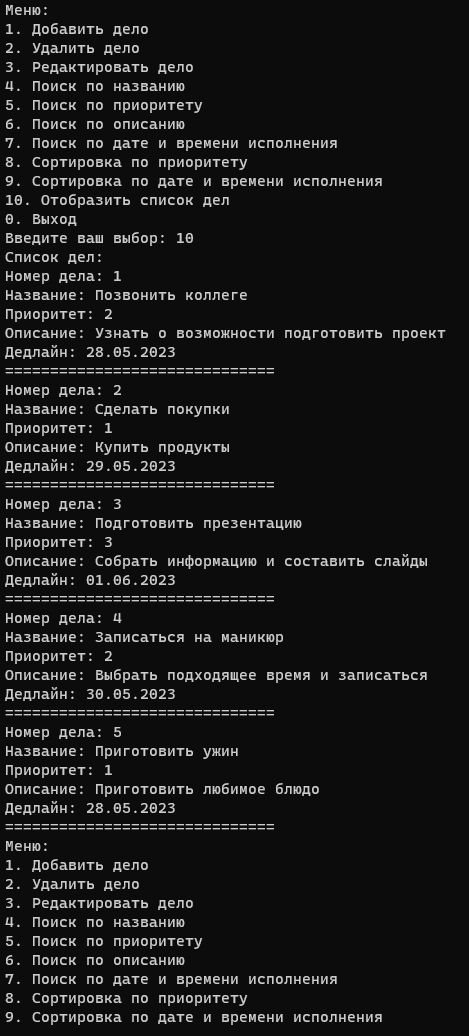 Меню:
1. Добавить дело
2. Удалить дело
3. Редактировать дело
4. Поиск по названию
5. Поиск по приоритету
6. Поиск по описанию
7. Поиск по дате и времени исполнения
8. Сортировка по приоритету
9. Сортировка по дате и времени исполнения
10. Отобразить список дел
0. Выход
Введите ваш выбор: 10
Список дел:
Номер дела: 1
Название: Позвонить коллеге
Приоритет: 2
Описание: Узнать о возможности подготовить проект
Дедлайн: 28.05.2023
==============================
Номер дела: 2
Название: Сделать покупки
Приоритет: 1
Описание: Купить продукты
Дедлайн: 29.05.2023
==============================
Номер дела: 3
Название: Подготовить презентацию
Приоритет: 3
Описание: Собрать информацию и составить слайды
Дедлайн: 01.06.2023
==============================
Номер дела: 4
Название: Записаться на маникюр
Приоритет: 2
Описание: Выбрать подходящее время и записаться
Дедлайн: 30.05.2023
==============================
Номер дела: 5
Название: Приготовить ужин
Приоритет: 1
Описание: Приготовить любимое блюдо
Дедлайн: 28.05.2023
==============================
Меню:
1. Добавить дело
2. Удалить дело
3. Редактировать дело
4. Поиск по названию
5. Поиск по приоритету
6. Поиск по описанию
7. Поиск по дате и времени исполнения
8. Сортировка по приоритету
9. Сортировка по дате и времени исполнения